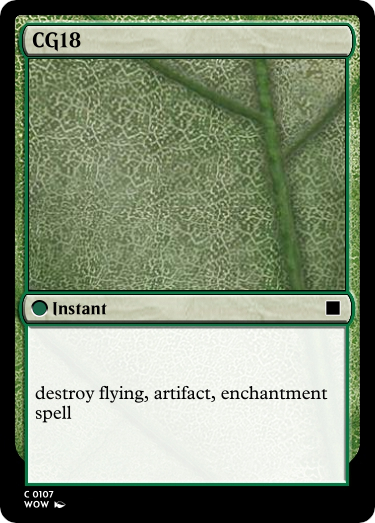 CG18
Instant
destroy flying, artifact, enchantment
spell
C 0107
WOW